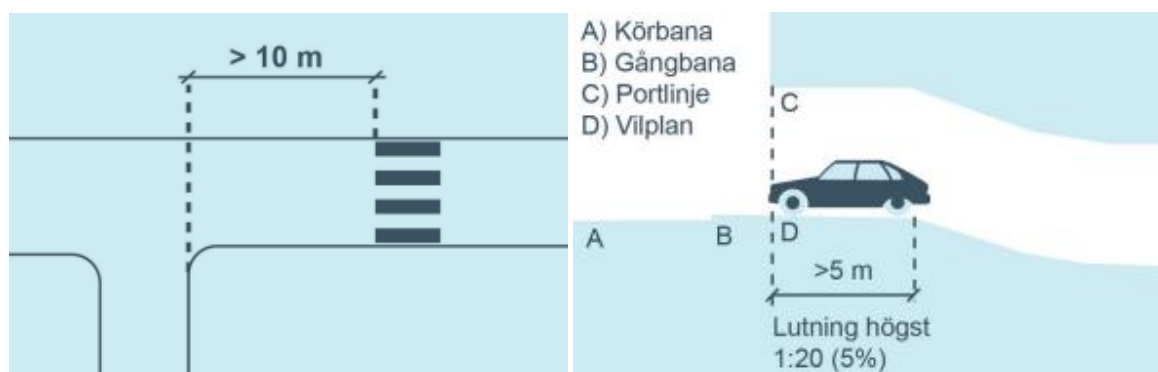 > 10 m
A) Körbana
B) Gångbana
C) Portlinje
D) Vilplan
C
A
B
D
>5 m
Lutning högst
1:20 (5%)